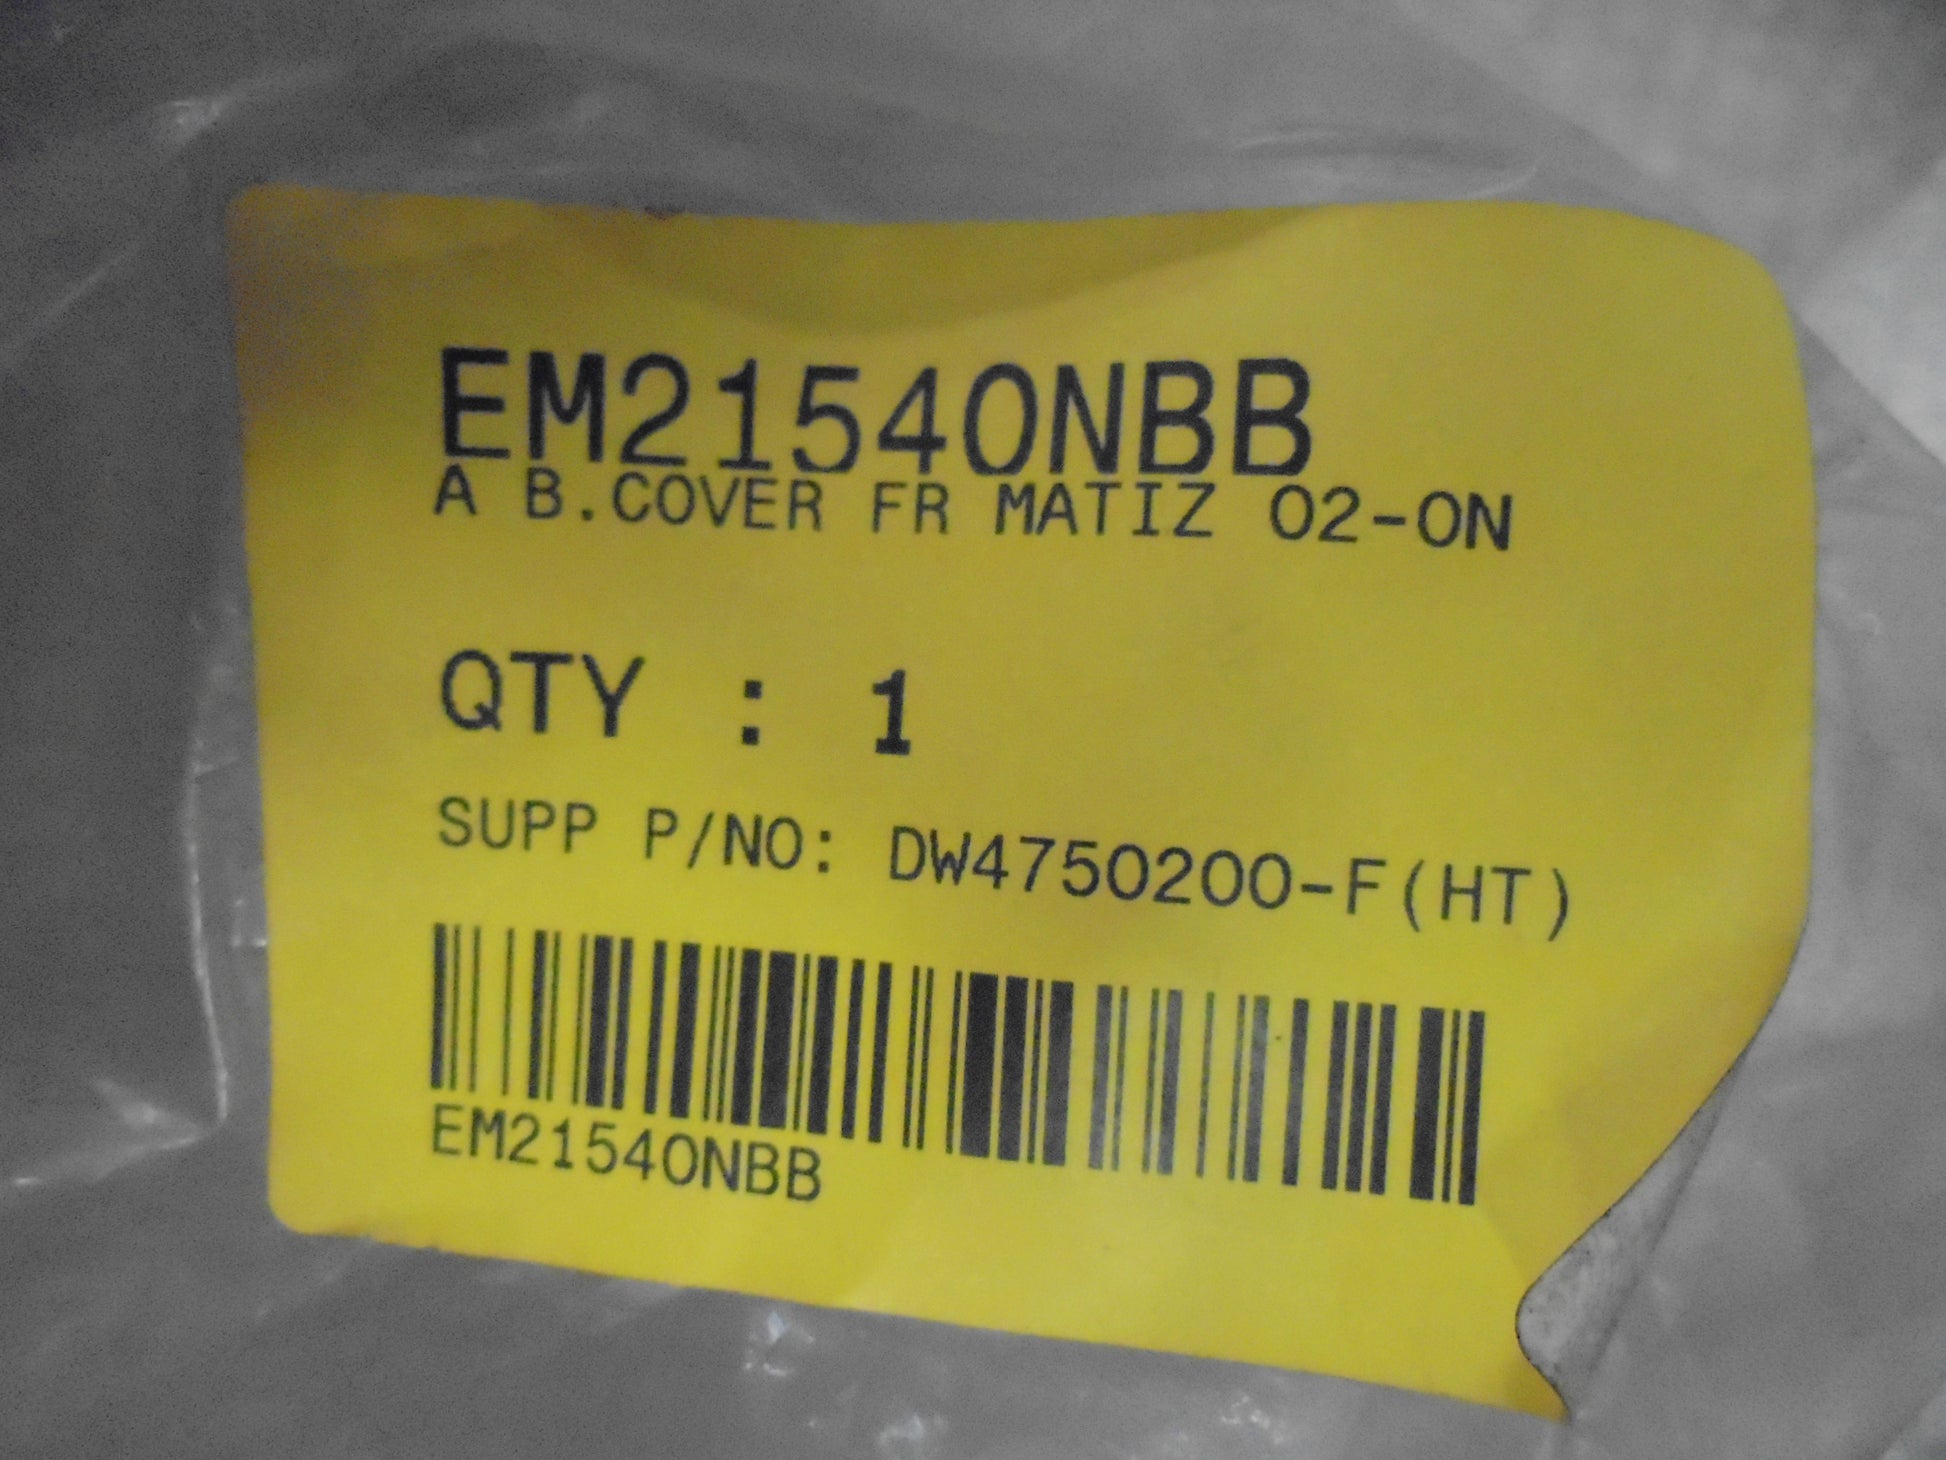 EM21540NBB
A B.COVER FR MATIZ 02-ON
QTY : 1
SUPP P/NO: DW4750200-F(HT)
EM21540NBB